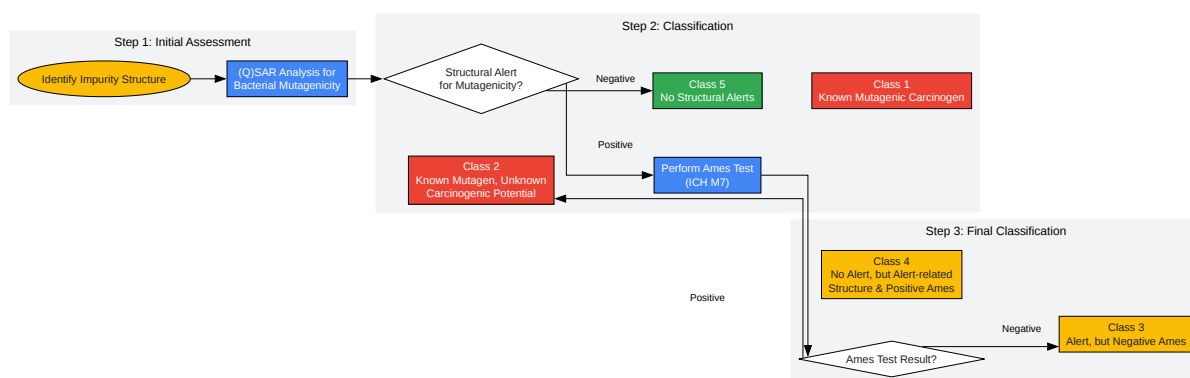 Step 1: Initial Assessment
Identify Impurity Structure
(Q)SAR Analysis for
Bacterial Mutagenicity
Step 2: Classification
Structural Alert
for Mutagenicity?
Negative
Class 5
No Structural Alerts
Class 1
Known Mutagenic Carcinogen
Positive
Class 2
Known Mutagen, Unknown
Carcinogenic Potential
Perform Ames Test
(ICH M7)
Step 3: Final Classification
Class 4
No Alert, but Alert-related
Structure & Positive Ames
Positive
Ames Test Result?
Negative
Class 3
Alert, but Negative Ames